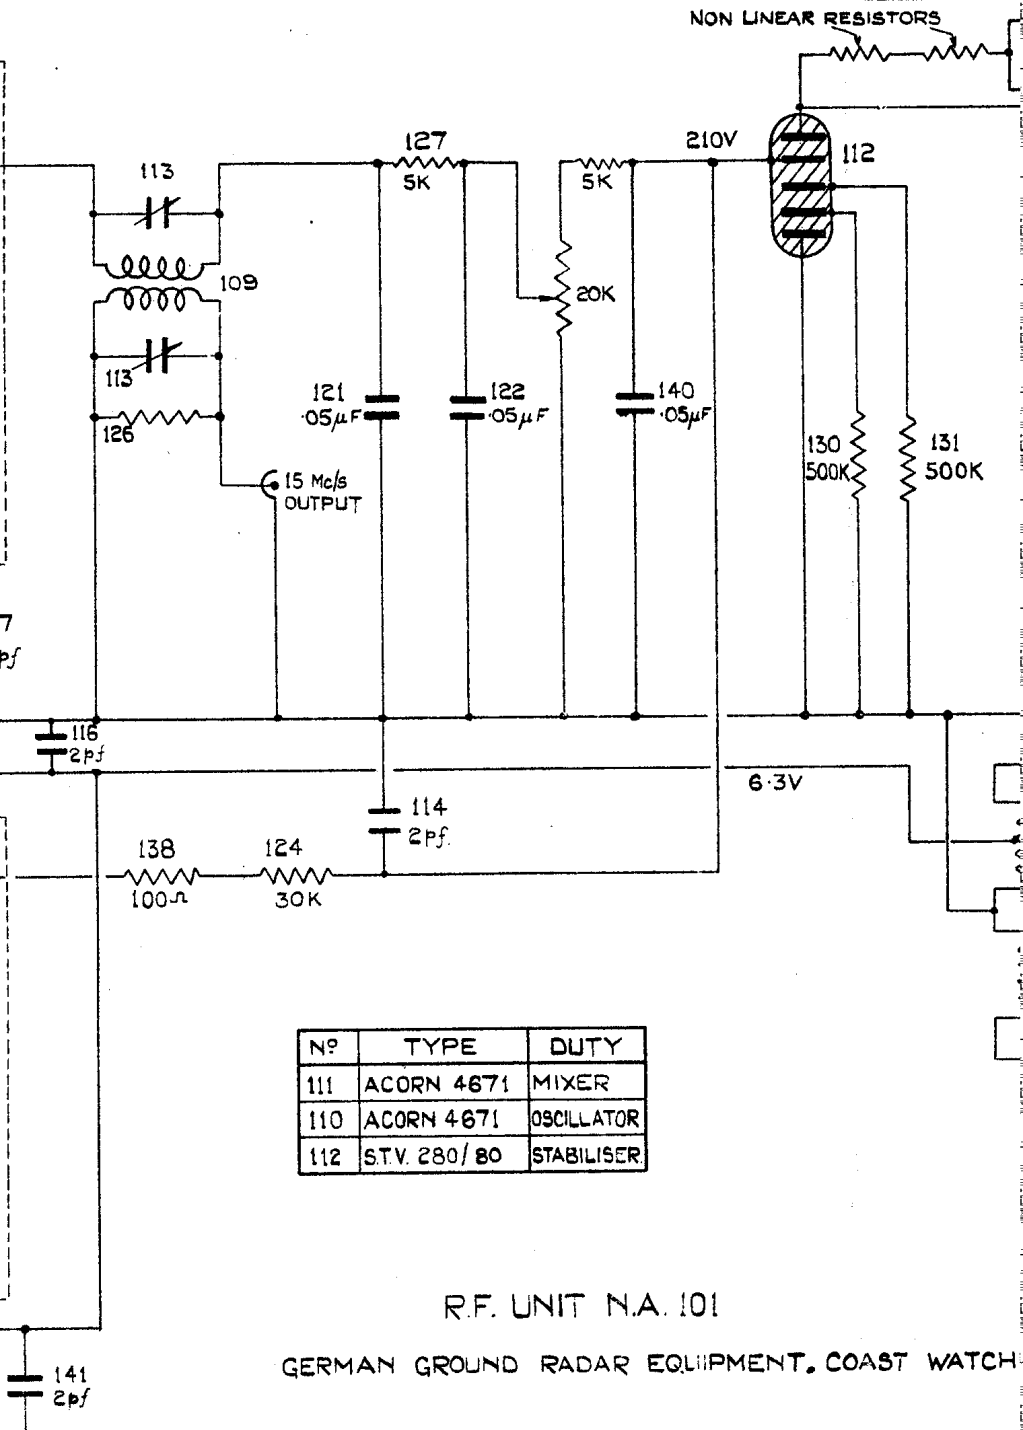 NON LINEAR RESISTORS
127
5K
210V
5K
112
113
109
20K
113
121
.05µF
122
.05µF
140
.05µF
126
130
500K
131
500K
15 Mc/s
OUTPUT
7
pf
116
2pf
6.3V
114
2pf.
138
100Ω
124
30K
Nº TYPE DUTY
111 ACORN 4671 MIXER
110 ACORN 4671 OSCILLATOR
112 S.T.V. 280/80 STABILISER.
R.F. UNIT N.A. 101
GERMAN GROUND RADAR EQUIPMENT. COAST WATCH
141
2pf